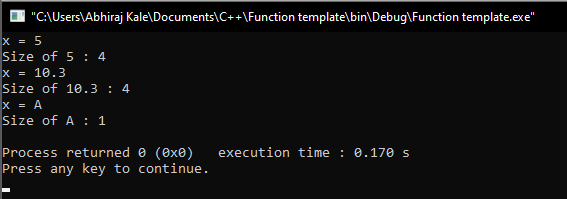 "C:\Users\Abhiraj Kale\Documents\C++\Function template\bin\Debug\Function template.exe"
x = 5
Size of 5 : 4
x = 10.3
Size of 10.3 : 4
x = A
Size of A : 1
Process returned 0 (0x0)   execution time : 0.170 s
Press any key to continue.